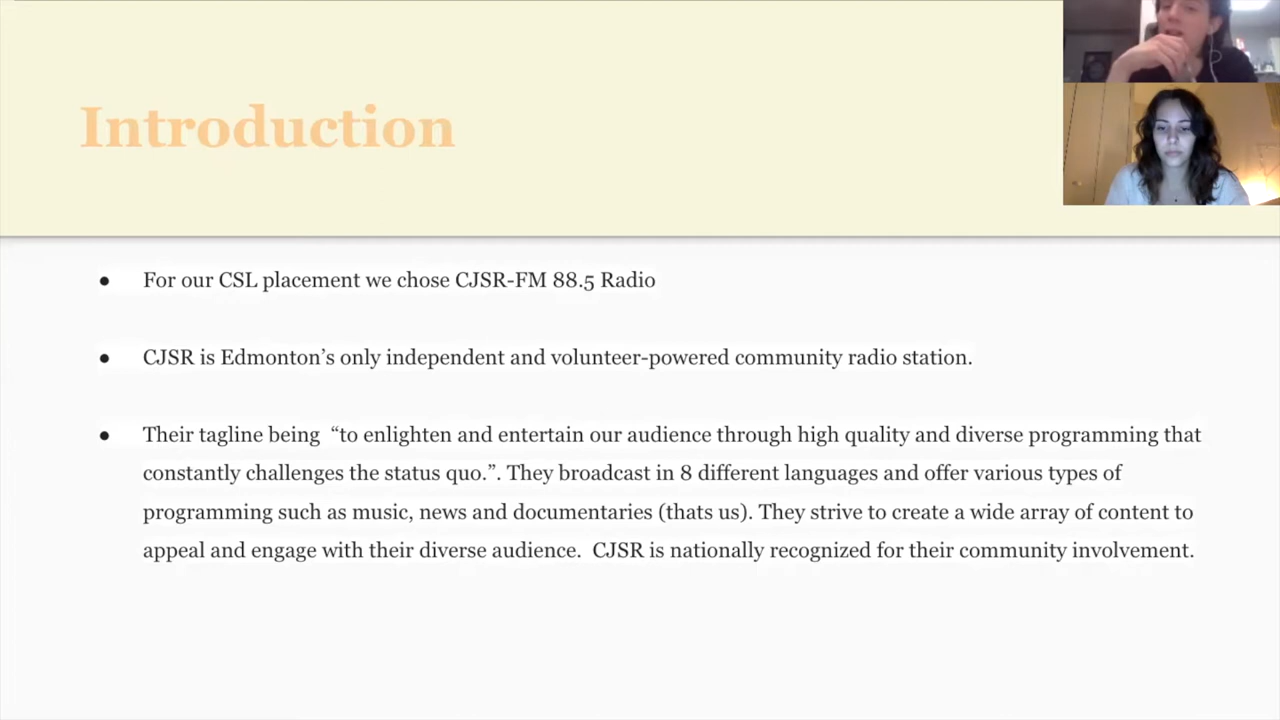 Introduction
● For our CSL placement we chose CJSR-FM 88.5 Radio
● CJSR is Edmonton’s only independent and volunteer-powered community radio station.
● Their tagline being  “to enlighten and entertain our audience through high quality and diverse programming that
constantly challenges the status quo.”. They broadcast in 8 different languages and offer various types of
programming such as music, news and documentaries (thats us). They strive to create a wide array of content to
appeal and engage with their diverse audience.  CJSR is nationally recognized for their community involvement.